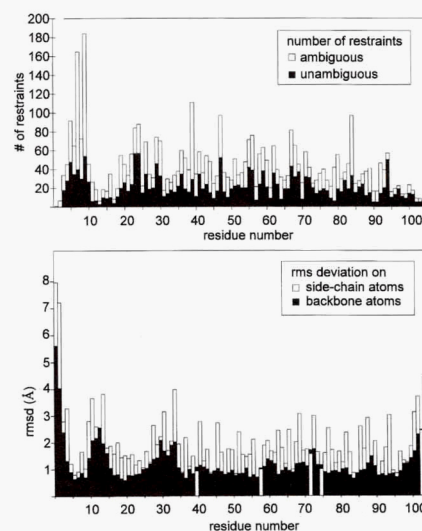 200
180
160
140
120
100
80
60
40
20
# of restraints
number of restraints
ambiguous
unambiguous
10 20 30 40 50 60 70 80 90 100
residue number
8
7
6
5
4
3
2
1
rmsd (Å)
rms deviation on
side-chain atoms
backbone atoms
10 20 30 40 50 60 70 80 90 100
residue number